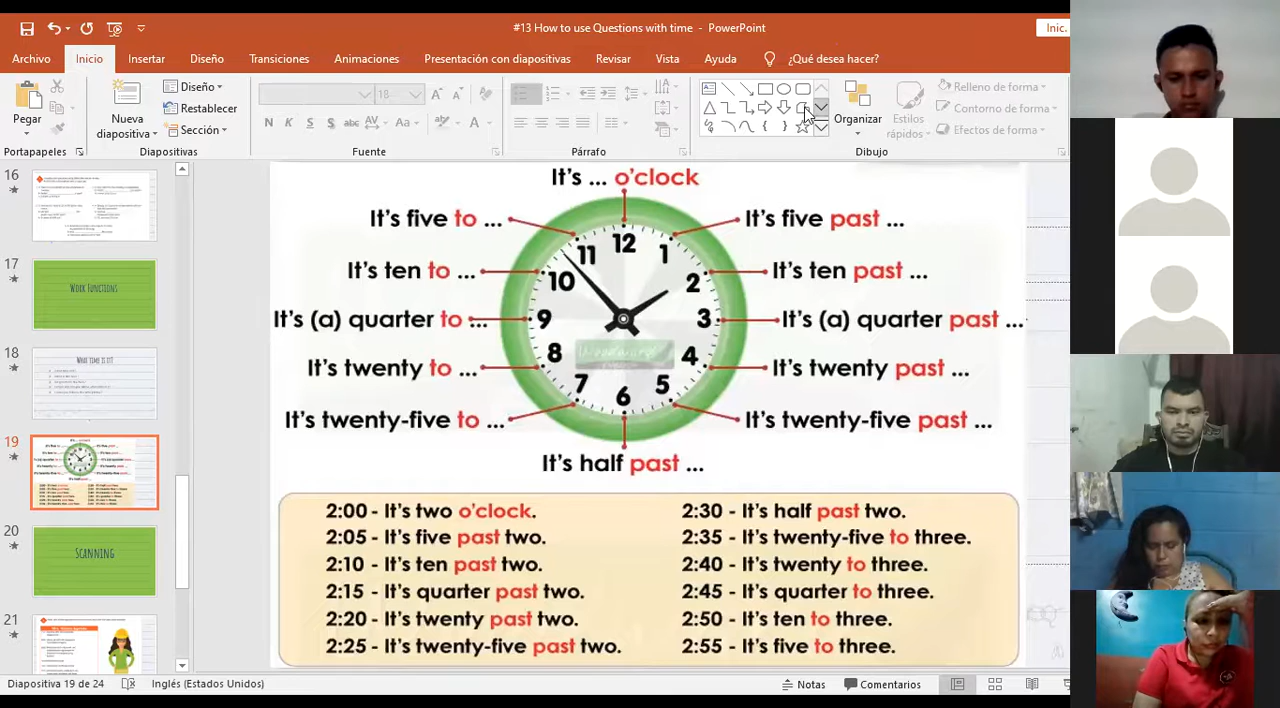 #13 How to use Questions with time - PowerPoint
Inic.
Archivo Inicio Insertar Diseño Transiciones Animaciones Presentación con diapositivas Revisar Vista Ayuda ¿Qué desea hacer?
Pegar
Nueva diapositiva
Diseño
Restablecer
Sección
18
N K S S abc AV Aa A
Organizar
Estilos rápidos
Relleno de forma
Contorno de forma
Efectos de forma
Portapapeles Diapositivas Fuente Párrafo Dibujo
16
17
Work Functions
18
What time is it?
19
20
Scanning
21
It's ... o'clock
It's five to ...
It's five past ...
It's ten to ...
It's ten past ...
It's (a) quarter to ...
It's (a) quarter past ...
It's twenty to ...
It's twenty past ...
It's twenty-five to ...
It's twenty-five past ...
It's half past ...
12 1 2 3 4 5 6 7 8 9 10 11
2:00 - It's two o'clock.
2:05 - It's five past two.
2:10 - It's ten past two.
2:15 - It's quarter past two.
2:20 - It's twenty past two.
2:25 - It's twenty-five past two.
2:30 - It's half past two.
2:35 - It's twenty-five to three.
2:40 - It's twenty to three.
2:45 - It's quarter to three.
2:50 - It's ten to three.
2:55 - It's five to three.
Diapositiva 19 de 24 Inglés (Estados Unidos) Notas Comentarios